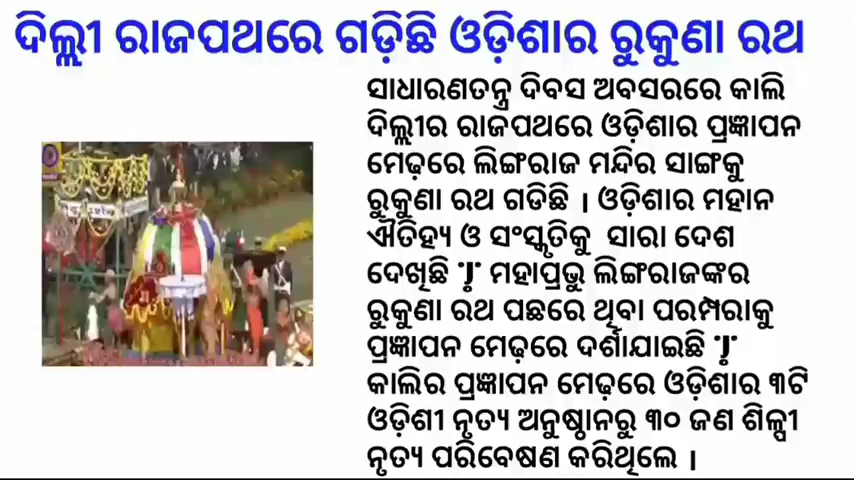 ଦିଲ୍ଲୀ ରାଜପଥରେ ଗଡ଼ିଛି ଓଡ଼ିଶାର ରୁକୁଣା ରଥ
ସାଧାରଣତନ୍ତ୍ର ଦିବସ ଅବସରରେ କାଲି
ଦିଲ୍ଲୀର ରାଜପଥରେ ଓଡ଼ିଶାର ପ୍ରଜ୍ଞାପନ
ମେଢ଼ରେ ଲିଙ୍ଗରାଜ ମନ୍ଦିର ସାଙ୍ଗକୁ
ରୁକୁଣା ରଥ ଗଡିଛି । ଓଡ଼ିଶାର ମହାନ
ଐତିହ୍ୟ ଓ ସଂସ୍କୃତିକୁ ସାରା ଦେଶ
ଦେଖିଛି ମହାପ୍ରଭୁ ଲିଙ୍ଗରାଜଙ୍କର
ରୁକୁଣା ରଥ ପଛରେ ଥିବା ପରମ୍ପରାକୁ
ପ୍ରଜ୍ଞାପନ ମେଢ଼ରେ ଦର୍ଶାଯାଇଛି
କାଲିର ପ୍ରଜ୍ଞାପନ ମେଢ଼ରେ ଓଡ଼ିଶାର ୩ଟି
ଓଡ଼ିଶୀ ନୃତ୍ୟ ଅନୁଷ୍ଠାନରୁ ୩୦ ଜଣ ଶିଳ୍ପୀ
ନୃତ୍ୟ ପରିବେଷଣ କରିଥିଲେ ।